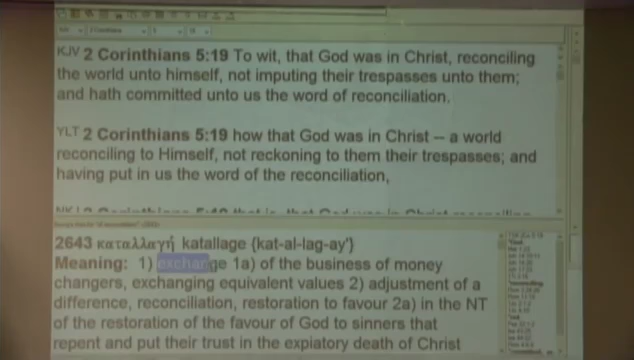 KJV 2 Corinthians 5:19 To wit, that God was in Christ, reconciling
the world unto himself, not imputing their trespasses unto them;
and hath committed unto us the word of reconciliation.
YLT 2 Corinthians 5:19 how that God was in Christ -- a world
reconciling to Himself, not reckoning to them their trespasses; and
having put in us the word of the reconciliation,
2643 καταλλαγή katallage {kat-al-lag-ay'}
Meaning: 1) exchange 1a) of the business of money
changers, exchanging equivalent values 2) adjustment of a
difference, reconciliation, restoration to favour 2a) in the NT
of the restoration of the favour of God to sinners that
repent and put their trust in the expiatory death of Christ